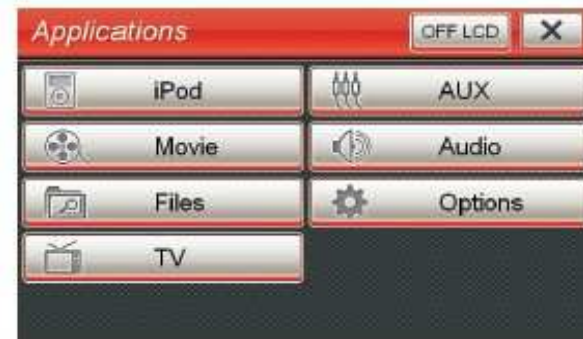 Applications OFF LCD
iPod AUX
Movie Audio
Files Options
TV